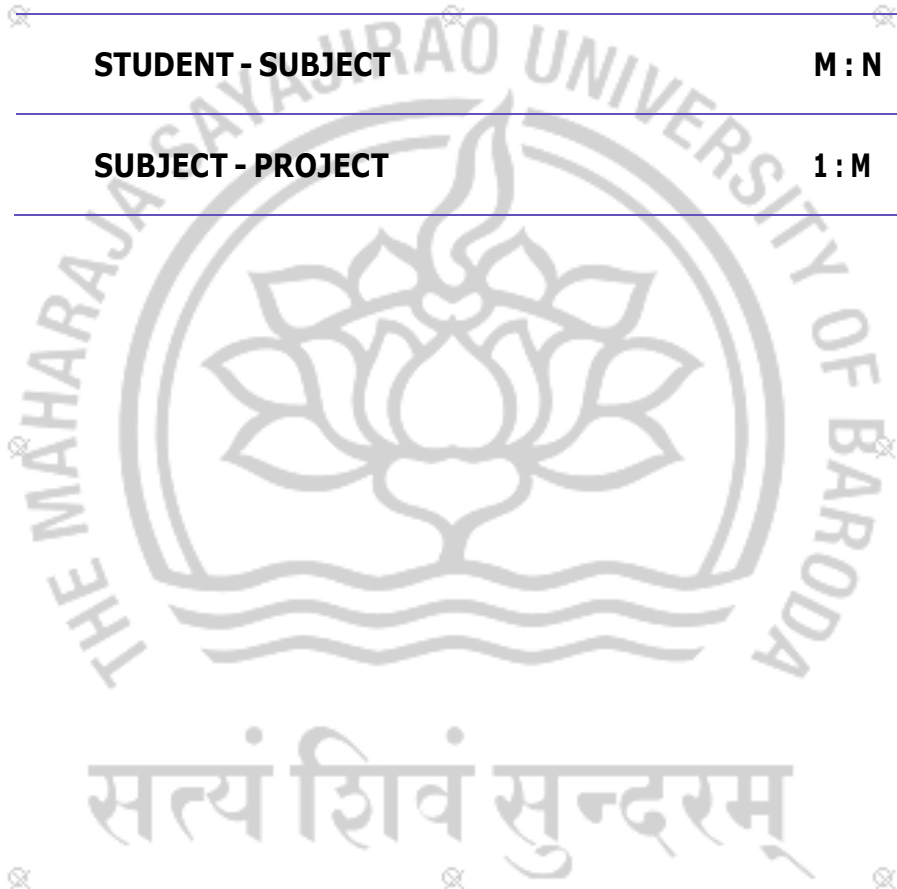 STUDENT - SUBJECT M : N
SUBJECT - PROJECT 1 : M
THE MAHARAJA SAYAJIRAO UNIVERSITY OF BARODA
सत्यं शिवं सुन्दरम्